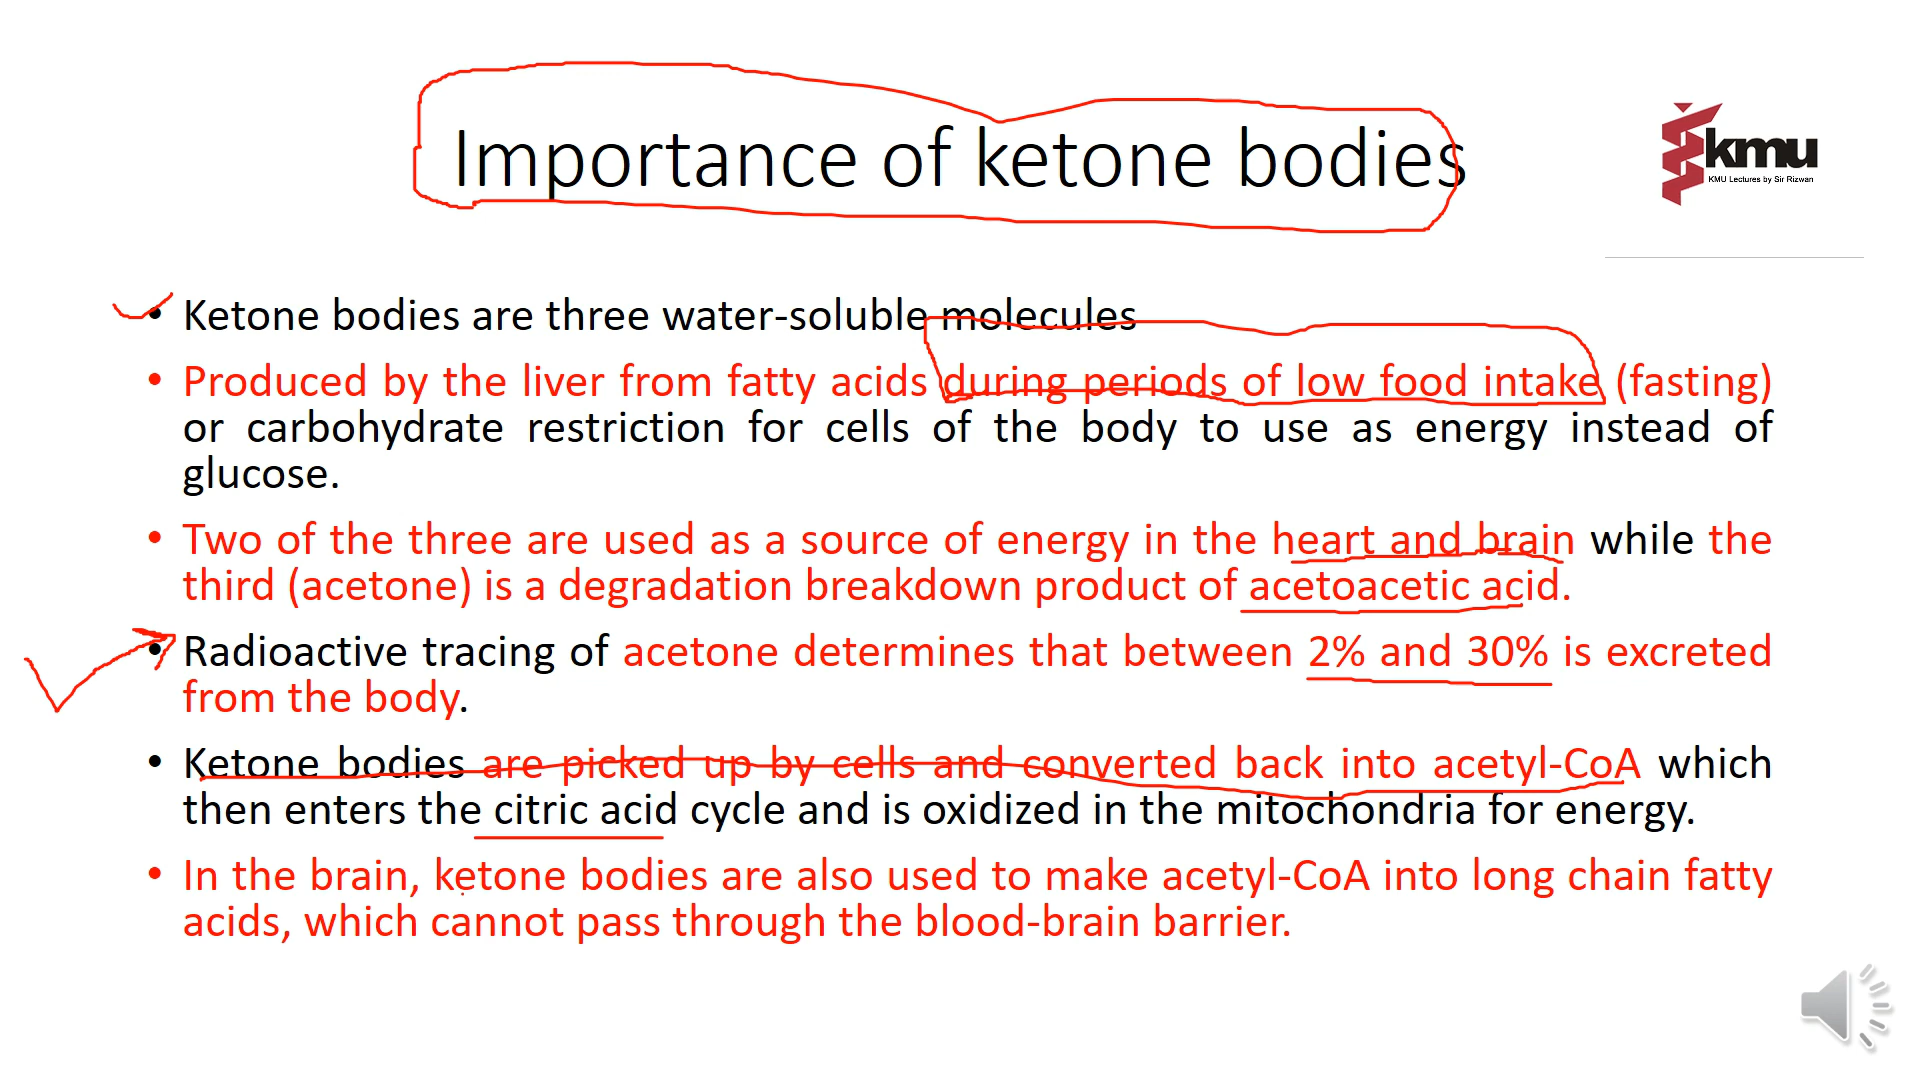 Importance of ketone bodies
kmu
KMU Lectures by Sir Rizwan
• Ketone bodies are three water-soluble molecules
• Produced by the liver from fatty acids during periods of low food intake (fasting)
or carbohydrate restriction for cells of the body to use as energy instead of
glucose.
• Two of the three are used as a source of energy in the heart and brain while the
third (acetone) is a degradation breakdown product of acetoacetic acid.
• Radioactive tracing of acetone determines that between 2% and 30% is excreted
from the body.
• Ketone bodies are picked up by cells and converted back into acetyl-CoA which
then enters the citric acid cycle and is oxidized in the mitochondria for energy.
• In the brain, ketone bodies are also used to make acetyl-CoA into long chain fatty
acids, which cannot pass through the blood-brain barrier.